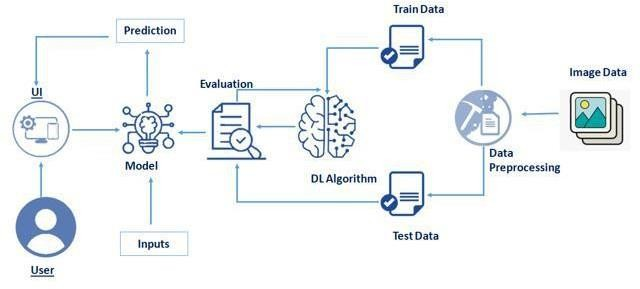 Train Data
Prediction
Image Data
UI
Evaluation
Data
Preprocessing
Model
DL Algorithm
Inputs
Test Data
User